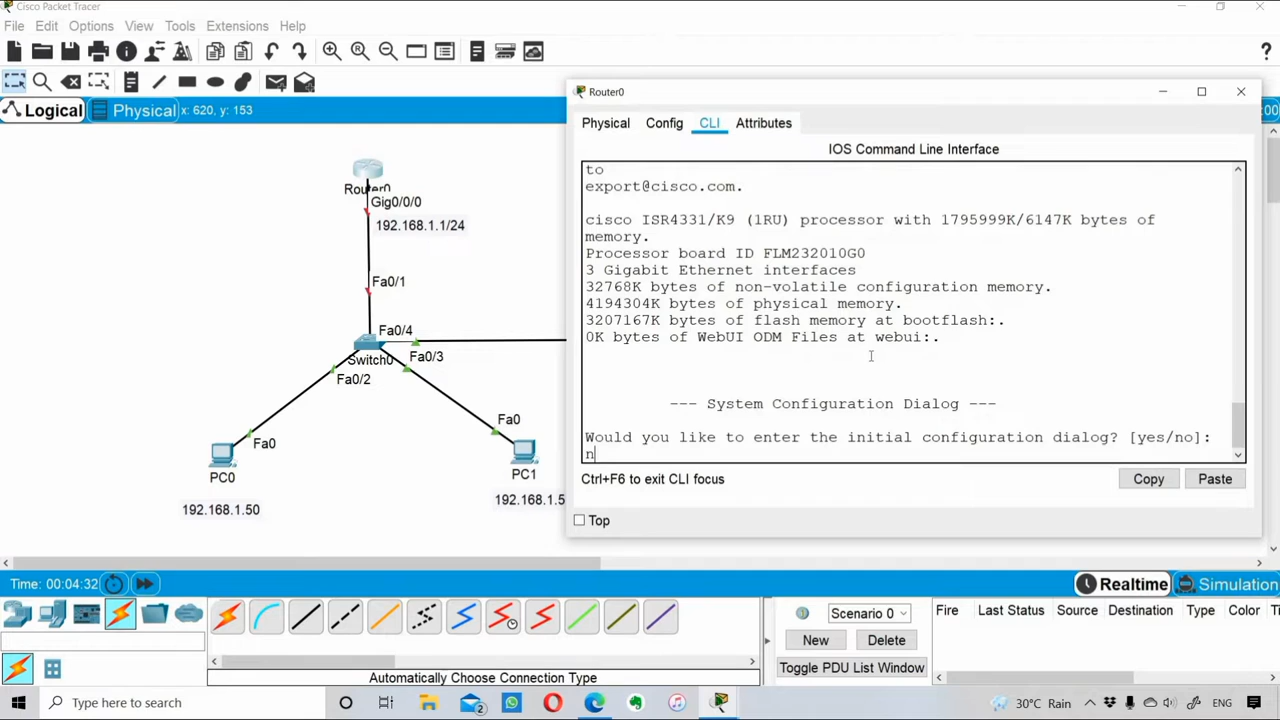 Cisco Packet Tracer
File Edit Options View Tools Extensions Help
Logical Physical x: 620, y: 153
Router0
Gig0/0/0
192.168.1.1/24
Fa0/1
Fa0/4
Switch0
Fa0/3
Fa0/2
Fa0
Fa0
PC0
PC1
192.168.1.50
192.168.1.5
Router0
Physical Config CLI Attributes
IOS Command Line Interface
to
export@cisco.com.
cisco ISR4331/K9 (1RU) processor with 1795999K/6147K bytes of
memory.
Processor board ID FLM232010G0
3 Gigabit Ethernet interfaces
32768K bytes of non-volatile configuration memory.
4194304K bytes of physical memory.
3207167K bytes of flash memory at bootflash:.
0K bytes of WebUI ODM Files at webui:.
--- System Configuration Dialog ---
Would you like to enter the initial configuration dialog? [yes/no]:
n
Ctrl+F6 to exit CLI focus
Copy Paste
Top
Time: 00:04:32
Realtime Simulation
Scenario 0
New Delete
Toggle PDU List Window
Fire Last Status Source Destination Type Color
Automatically Choose Connection Type
Type here to search
30°C Rain
ENG